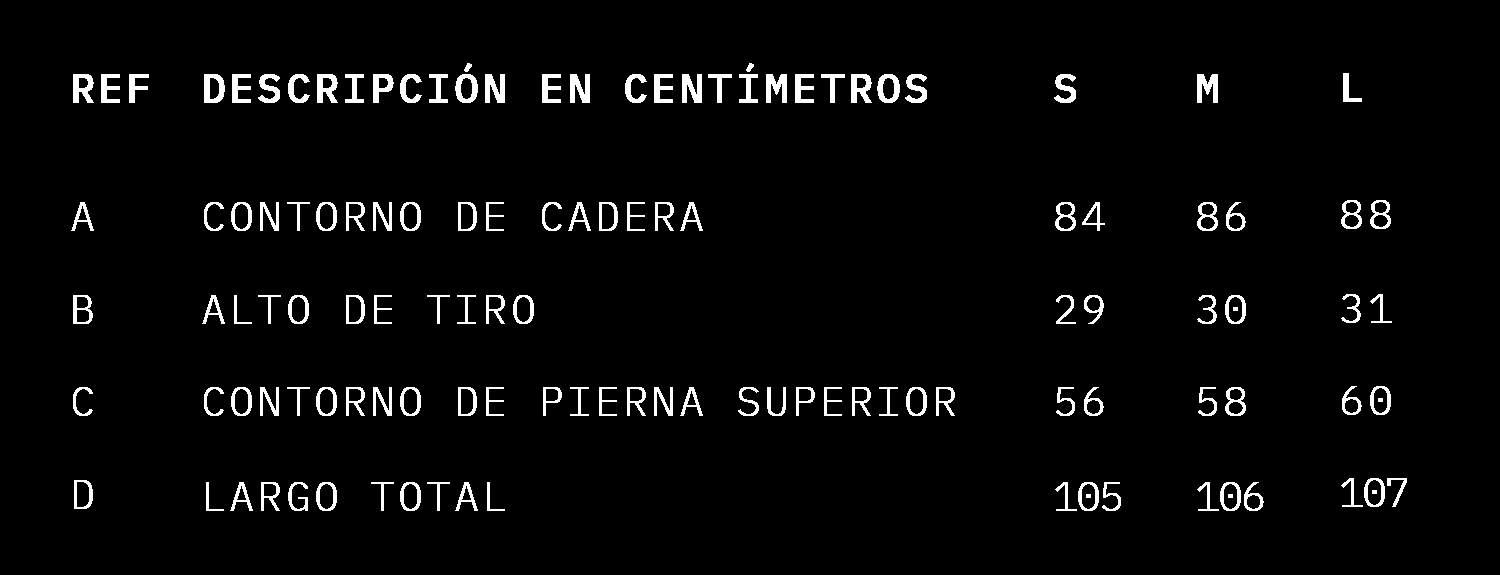 REF DESCRIPCIÓN EN CENTÍMETROS S M L
A CONTORNO DE CADERA 84 86 88
B ALTO DE TIRO 29 30 31
C CONTORNO DE PIERNA SUPERIOR 56 58 60
D LARGO TOTAL 105 106 107